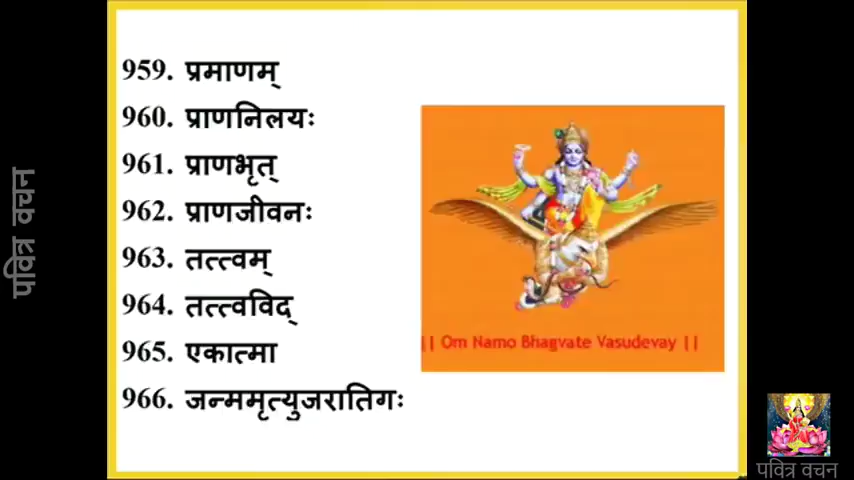 959. प्रमाणम्
960. प्राणनिलयः
961. प्राणभृत्
962. प्राणजीवनः
963. तत्त्वम्
964. तत्त्वविद्
965. एकात्मा
966. जन्ममृत्युजरातिगः
|| Om Namo Bhagvate Vasudevay ||
पवित्र वचन
पवित्र वचन